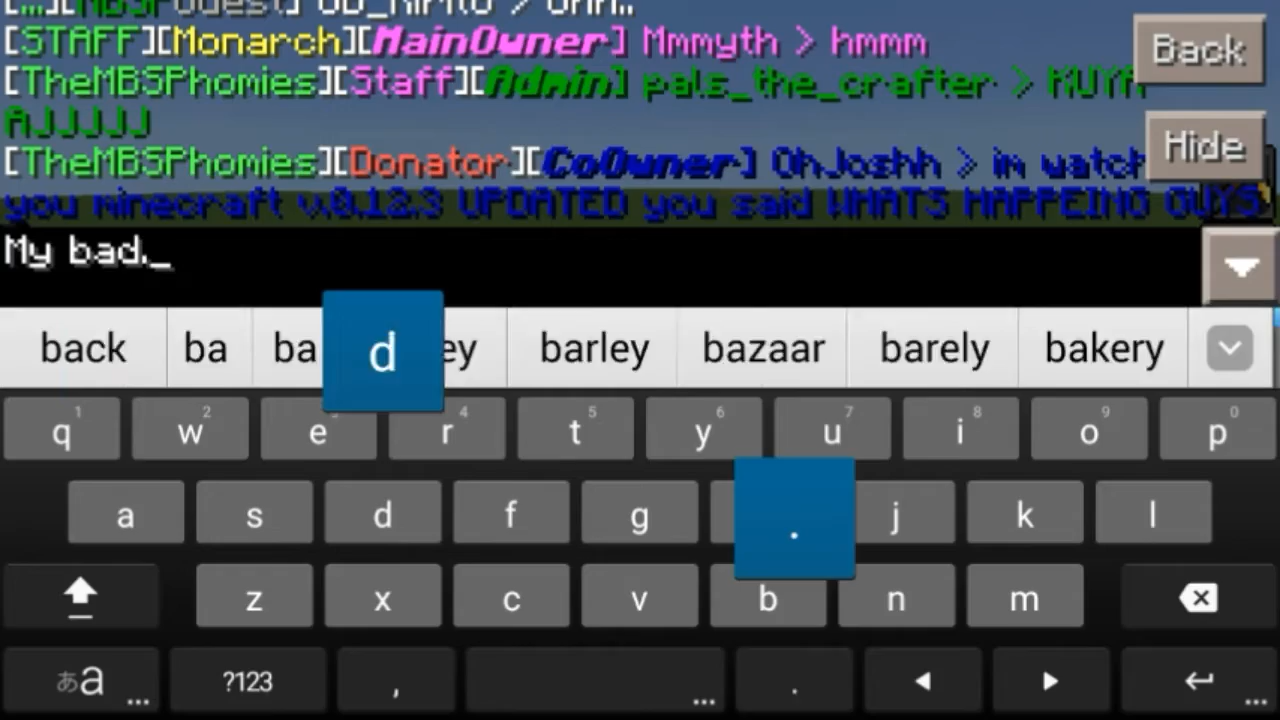 [STAFF][Monarch][MainOwner] Mmmyth > hmmm
[TheMBSPhomies][Staff][Admin] pals_the_crafter > KUYA
AJJJJJ
[TheMBSPhomies][Donator][CoOwner] OhJoshh > im watch
you minecraft v.0.12.3 UPDATED you said WHATS HAPPEING GUYS
Back
Hide
My bad._
back ba ba d ey barley bazaar barely bakery
q 1 w 2 e 3 r 4 t 5 y 6 u 7 i 8 o 9 p 0
a s d f g . j k l
z x c v b n m
あa ... ?123 , ... . ...